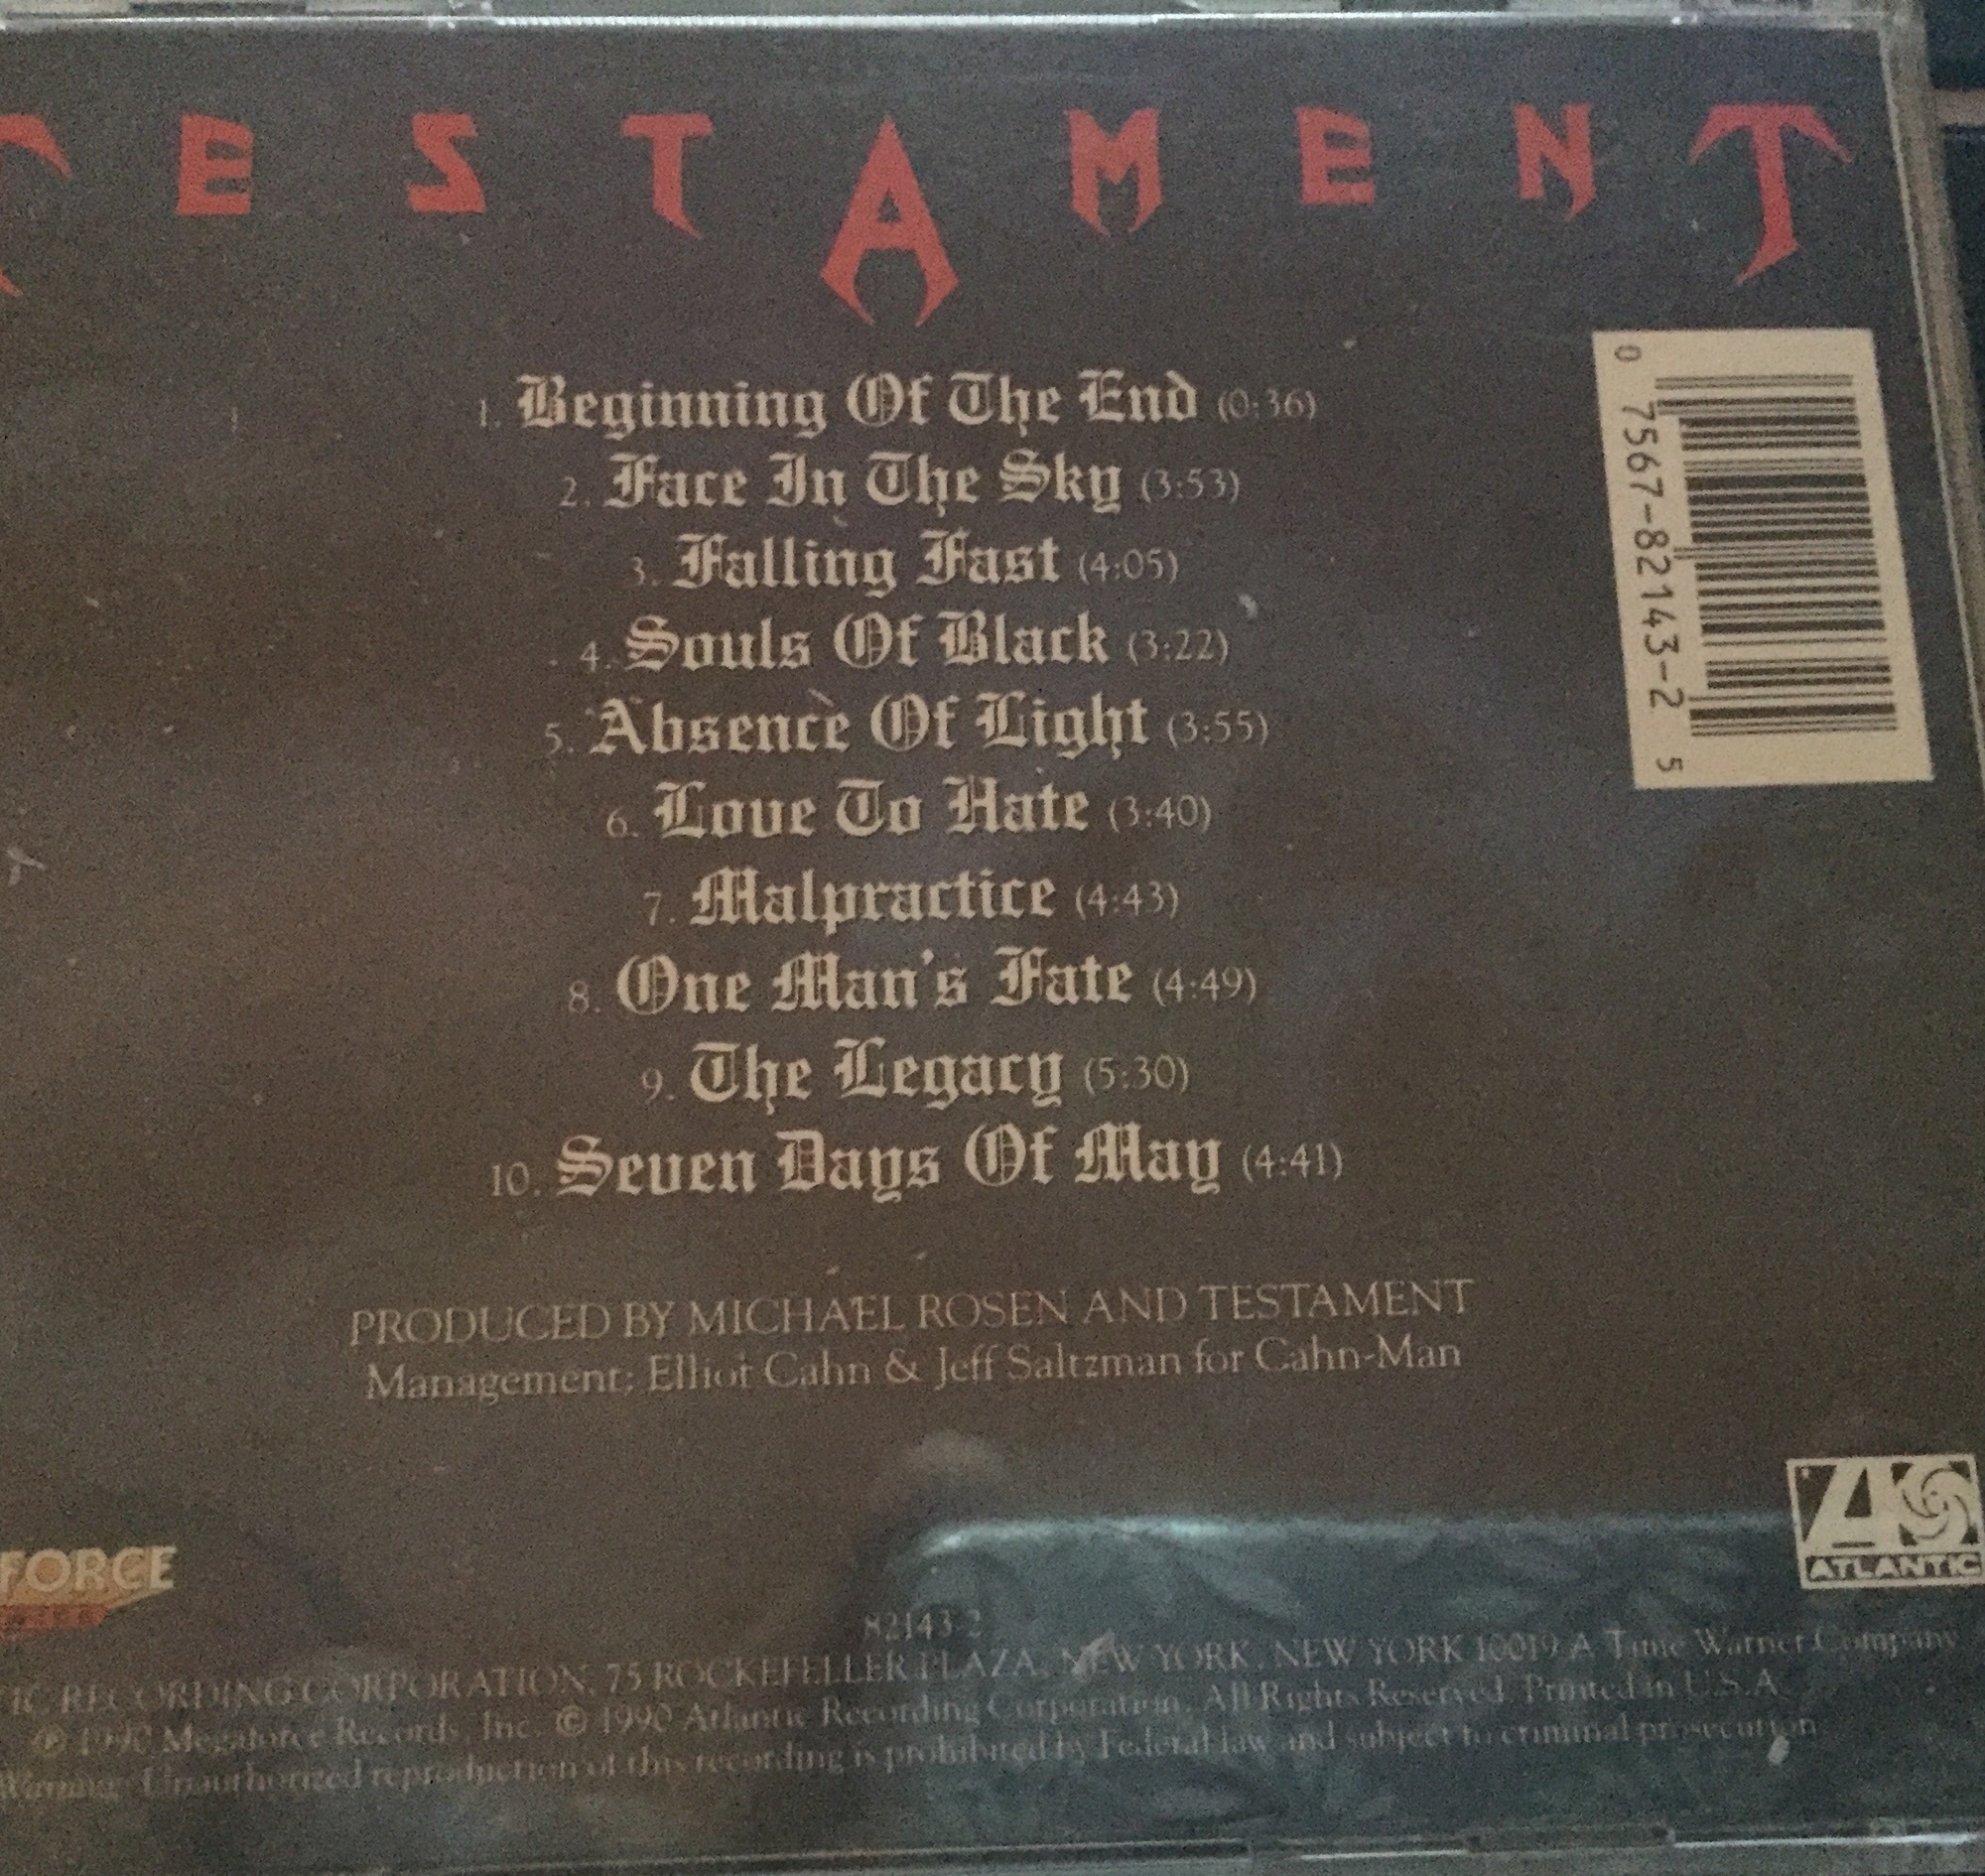 TESTAMENT
1. Beginning Of The End (0:36)
2. Face In The Sky (3:53)
3. Falling Fast (4:05)
4. Souls Of Black (3:22)
5. Absence Of Light (3:55)
6. Love To Hate (3:40)
7. Malpractice (4:43)
8. One Man's Fate (4:49)
9. The Legacy (5:30)
10. Seven Days Of May (4:41)
0 7567-82143-2 5
PRODUCED BY MICHAEL ROSEN AND TESTAMENT
Management: Elliot Cahn & Jeff Saltzman for Cahn-Man
FORCE
ATLANTIC
82143-2
IC RECORDING CORPORATION, 75 ROCKEFELLER PLAZA, NEW YORK, NEW YORK 10019 A Time Warner Company
℗ 1990 Megaforce Records, Inc. © 1990 Atlantic Recording Corporation. All Rights Reserved. Printed in U.S.A.
Warning: Unauthorized reproduction of this recording is prohibited by Federal law and subject to criminal prosecution